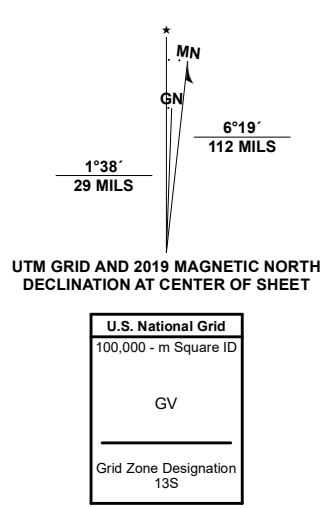 ★
MN
GN
6°19´
112 MILS
1°38´
29 MILS
UTM GRID AND 2019 MAGNETIC NORTH
DECLINATION AT CENTER OF SHEET
U.S. National Grid
100,000 - m Square ID
GV
Grid Zone Designation
13S